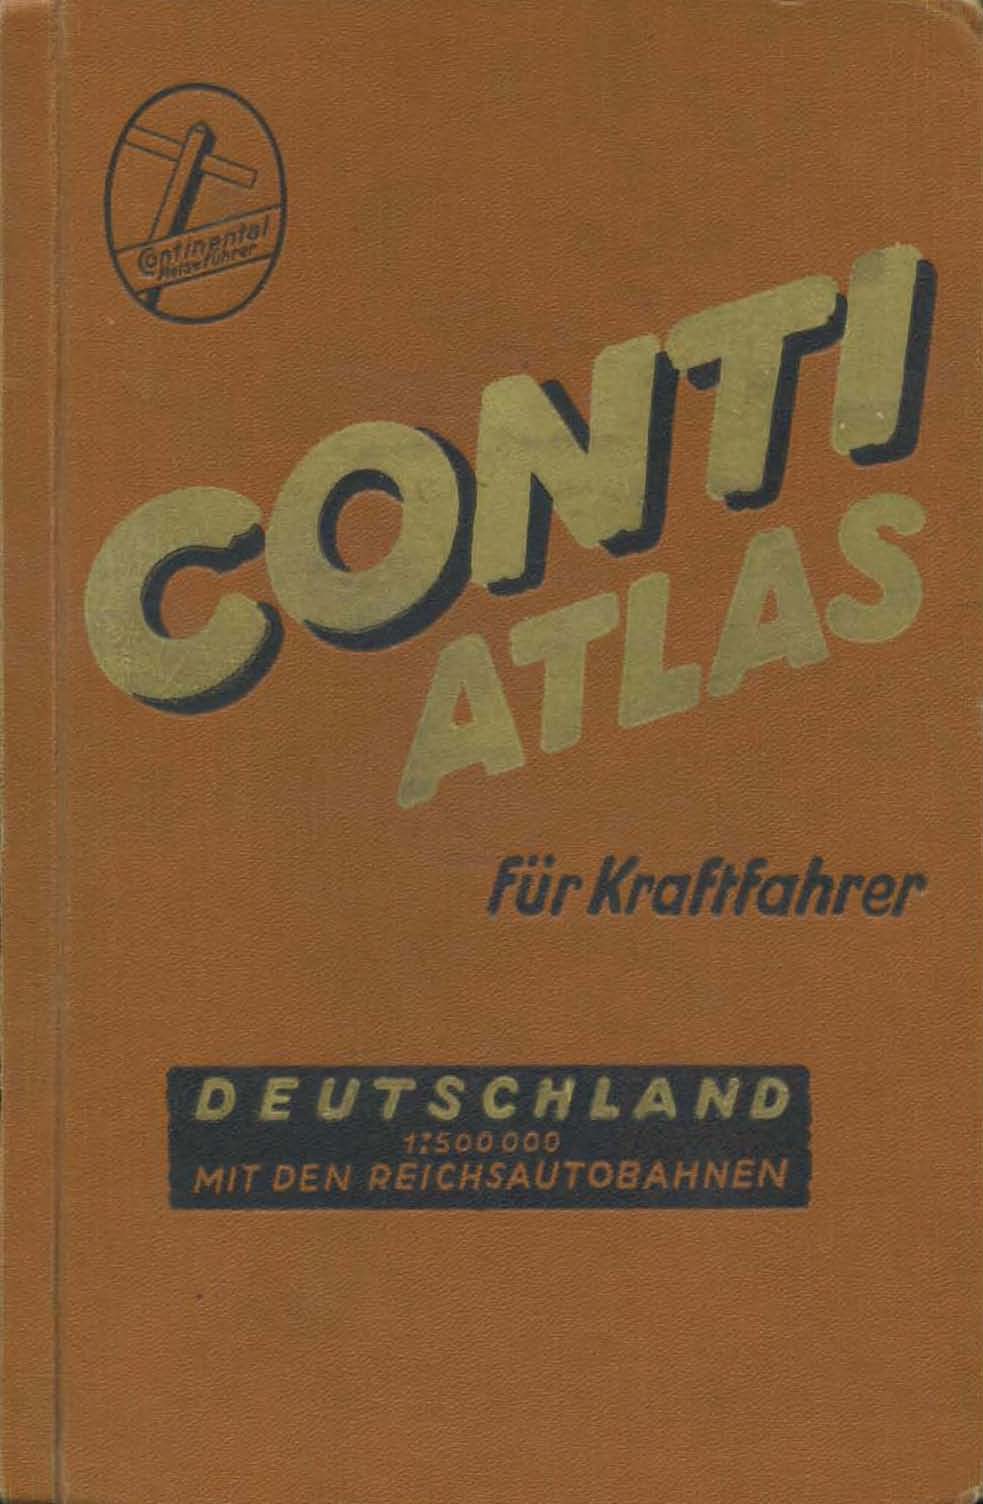 Continental
Reiseführer
CONTI
ATLAS
für Kraftfahrer
DEUTSCHLAND
1:500 000
MIT DEN REICHSAUTOBAHNEN